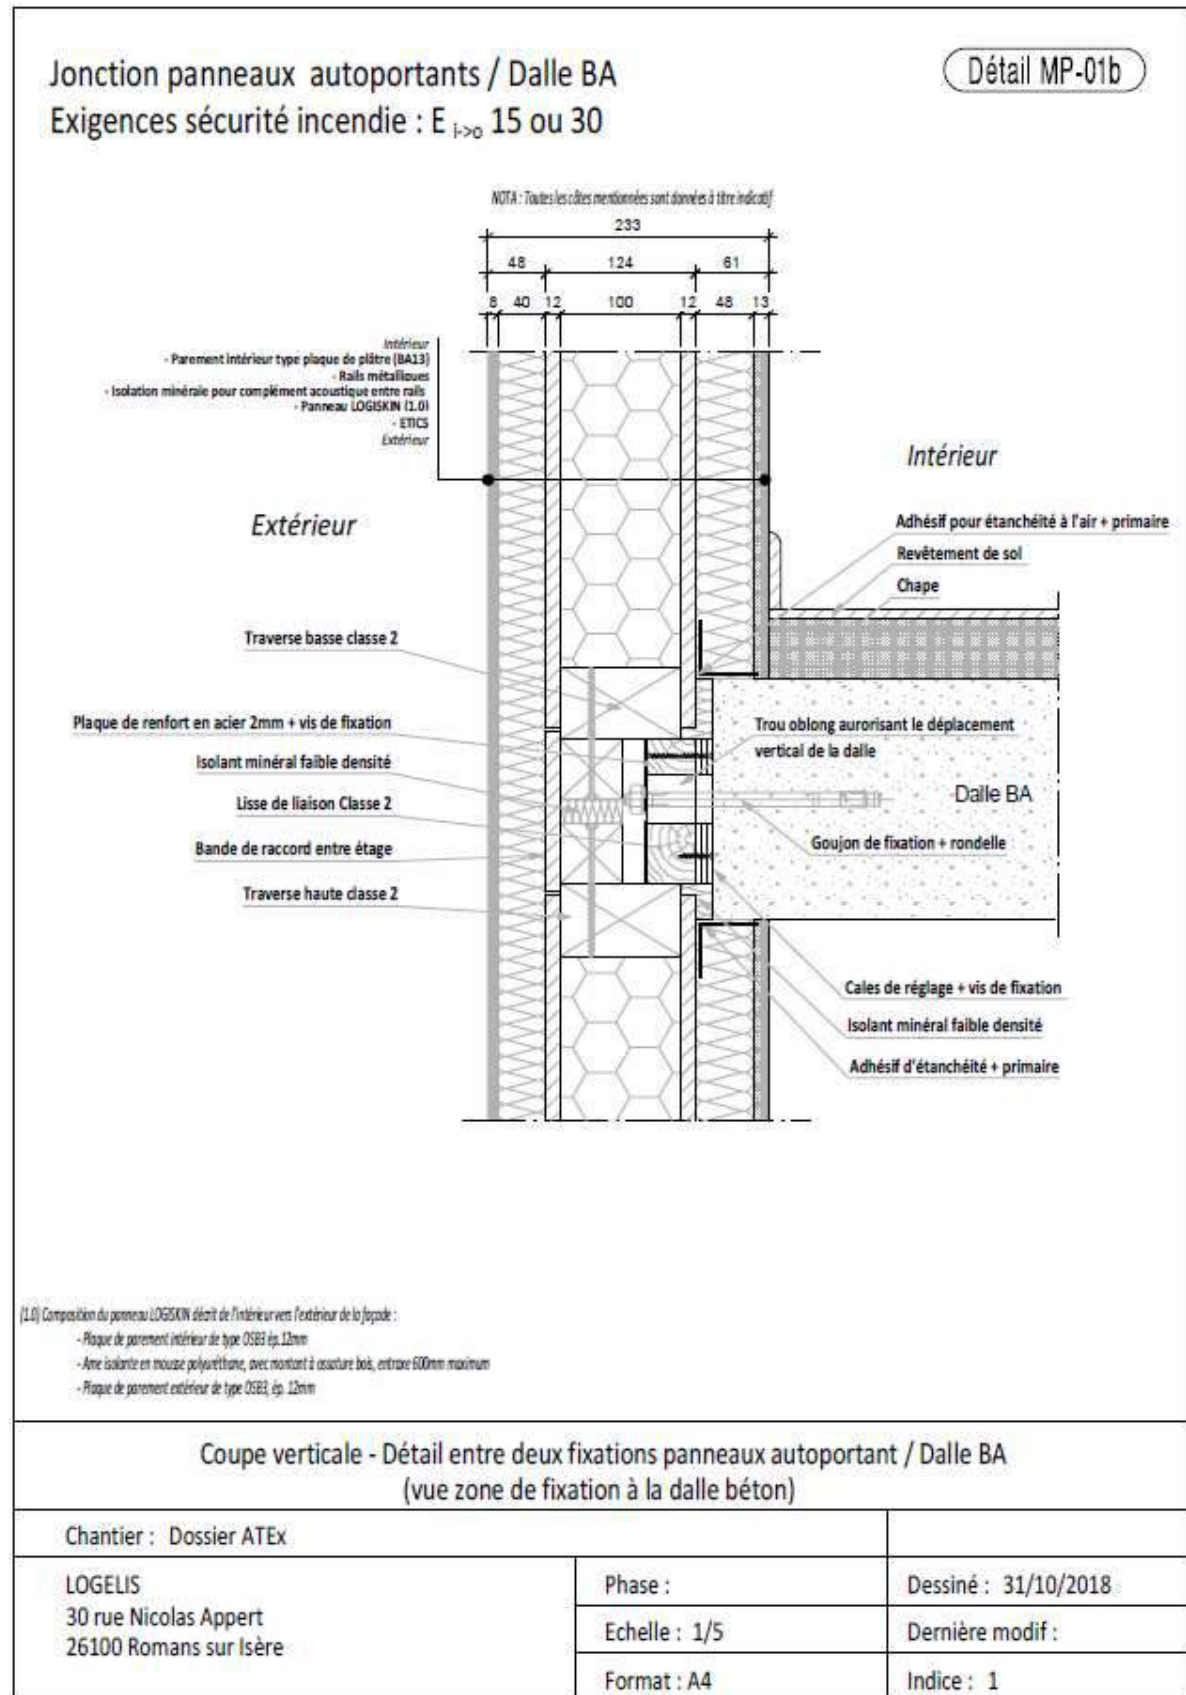 Jonction panneaux autoportants / Dalle BA
Détail MP-01b
Exigences sécurité incendie : E i->o 15 ou 30
NOTA : Toutes les côtes mentionnées sont données à titre indicatif
233
48 124 61
8 40 12 100 12 48 13
Intérieur
- Parement intérieur type plaque de plâtre (BA13)
- Rails métalliques
- Isolation minérale pour complément acoustique entre rails
- Panneau LOGISKIN (1.0)
- ETICS
Extérieur
Intérieur
Extérieur
Adhésif pour étanchéité à l'air + primaire
Revêtement de sol
Chape
Traverse basse classe 2
Plaque de renfort en acier 2mm + vis de fixation
Isolant minéral faible densité
Lisse de liaison Classe 2
Bande de raccord entre étage
Traverse haute classe 2
Trou oblong aurorisant le déplacement
vertical de la dalle
Dalle BA
Goujon de fixation + rondelle
Cales de réglage + vis de fixation
Isolant minéral faible densité
Adhésif d'étanchéité + primaire
(1.0) Composition du panneau LOGISKIN décrit de l'intérieur vers l'extérieur de la façade :
- Plaque de parement intérieur de type OSB3 ép.12mm
- Ame isolante en mousse polyuréthane, avec montant à ossature bois, entraxe 600mm maximum
- Plaque de parement extérieur de type OSB3, ép. 12mm
Coupe verticale - Détail entre deux fixations panneaux autoportant / Dalle BA
(vue zone de fixation à la dalle béton)
Chantier : Dossier ATEx
LOGELIS
30 rue Nicolas Appert
26100 Romans sur Isère
Phase :
Dessiné : 31/10/2018
Echelle : 1/5
Dernière modif :
Format : A4
Indice : 1